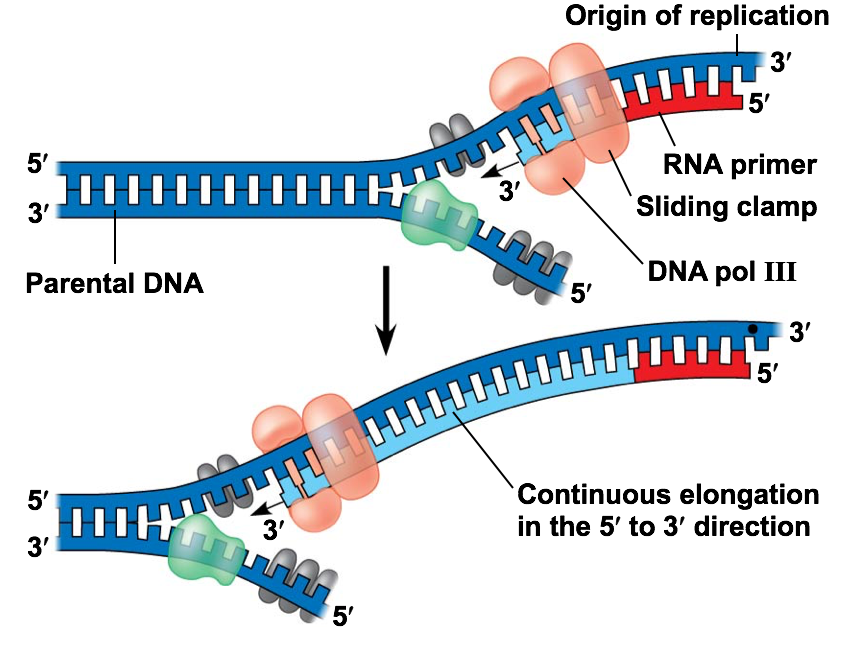 Origin of replication
3′
5′
RNA primer
Sliding clamp
DNA pol III
5′
3′
3′
Parental DNA
5′
3′
5′
Continuous elongation
in the 5′ to 3′ direction
5′
3′
3′
5′